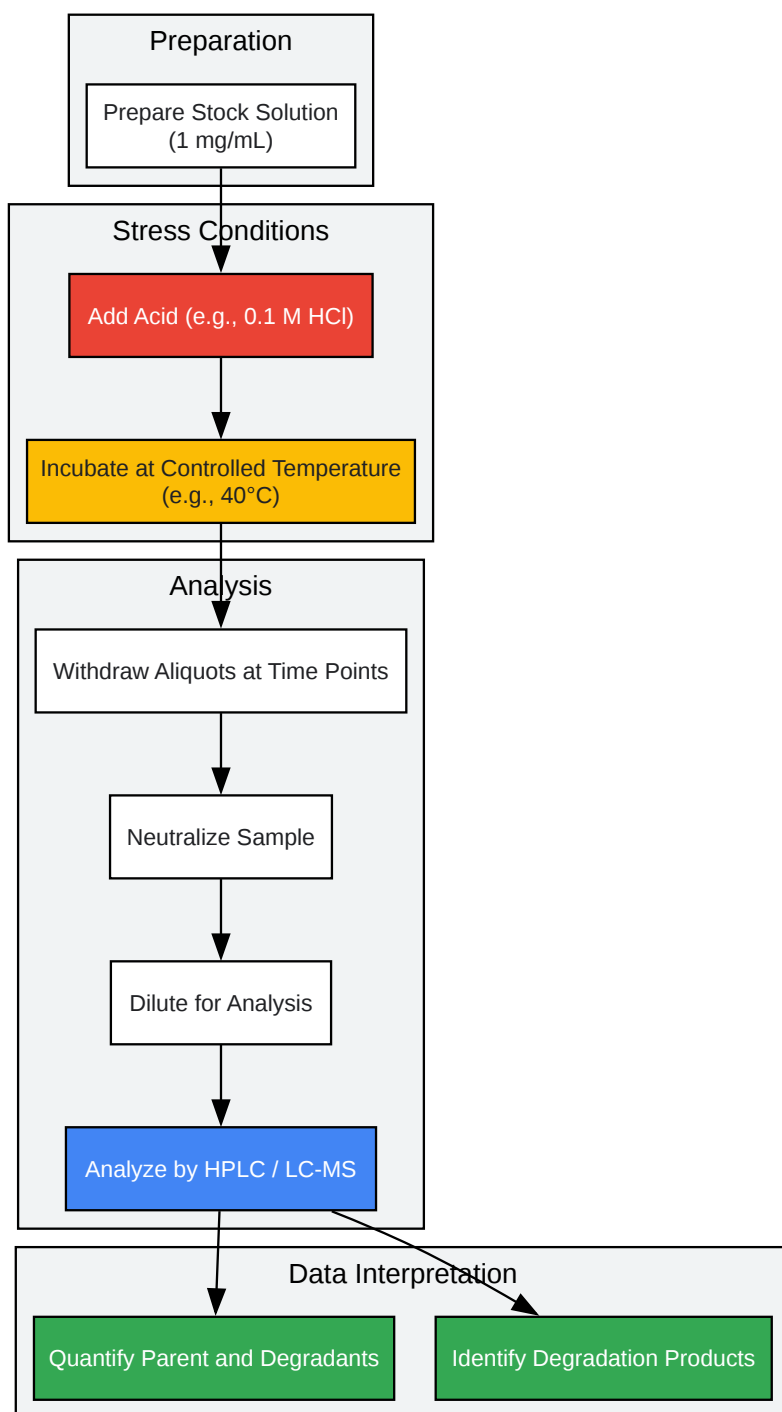 Preparation
Prepare Stock Solution
(1 mg/mL)
Stress Conditions
Add Acid (e.g., 0.1 M HCl)
Incubate at Controlled Temperature
(e.g., 40°C)
Analysis
Withdraw Aliquots at Time Points
Neutralize Sample
Dilute for Analysis
Analyze by HPLC / LC-MS
Data Interpretation
Quantify Parent and Degradants
Identify Degradation Products